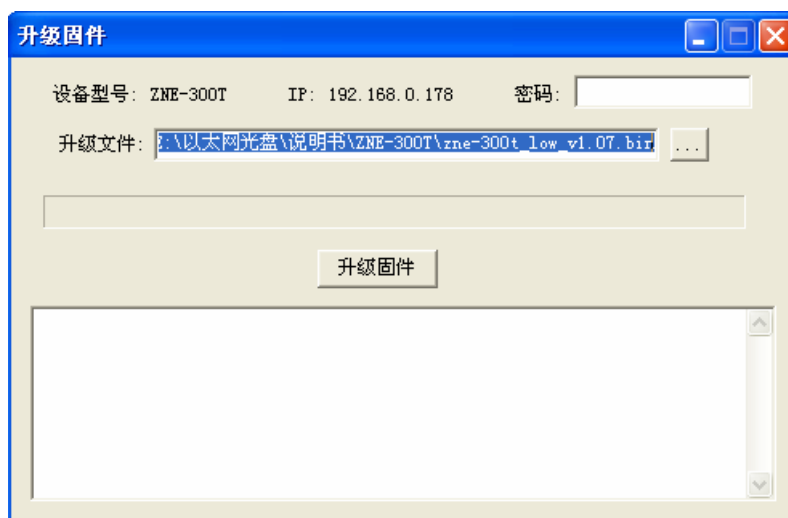 升级固件
设备型号: ZNE-300T IP: 192.168.0.178 密码:
升级文件: :\以太网光盘\说明书\ZNE-300T\zne-300t_low_v1.07.bin ...
升级固件